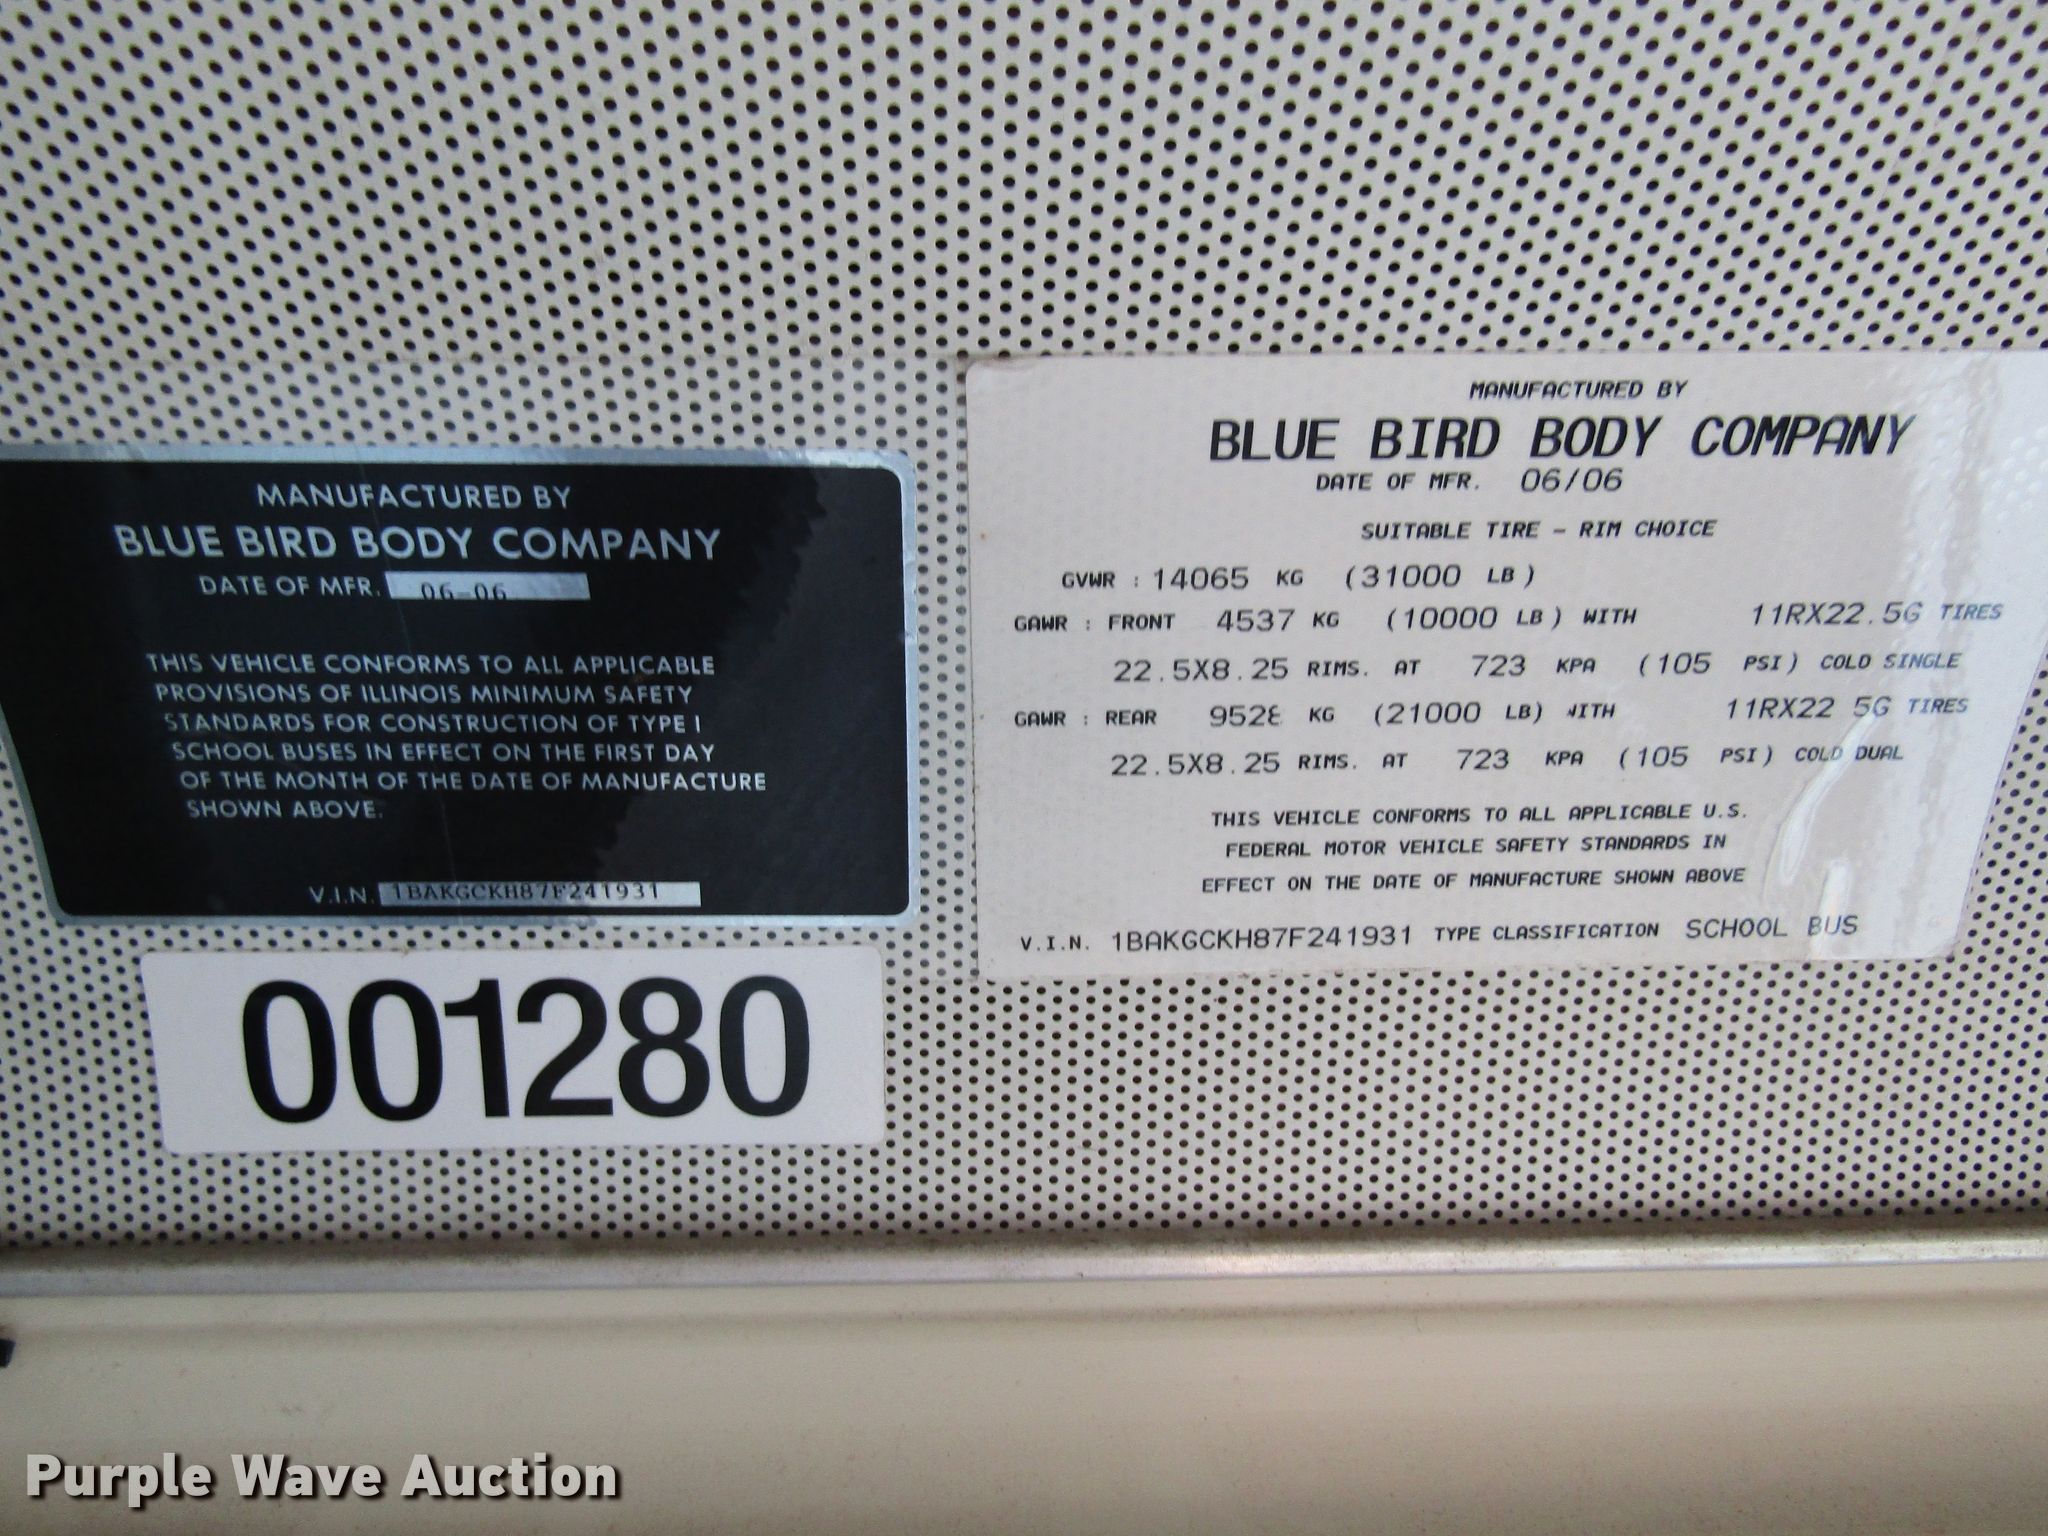 MANUFACTURED BY
BLUE BIRD BODY COMPANY
DATE OF MFR. 06-06
THIS VEHICLE CONFORMS TO ALL APPLICABLE
PROVISIONS OF ILLINOIS MINIMUM SAFETY
STANDARDS FOR CONSTRUCTION OF TYPE I
SCHOOL BUSES IN EFFECT ON THE FIRST DAY
OF THE MONTH OF THE DATE OF MANUFACTURE
SHOWN ABOVE.
V.I.N. 1BAKGCKH87F241931
001280
MANUFACTURED BY
BLUE BIRD BODY COMPANY
DATE OF MFR. 06/06
SUITABLE TIRE - RIM CHOICE
GVWR : 14065 KG (31000 LB)
GAWR : FRONT 4537 KG (10000 LB) WITH 11RX22.5G TIRES
22.5X8.25 RIMS. AT 723 KPA (105 PSI) COLD SINGLE
GAWR : REAR 9528 KG (21000 LB) WITH 11RX22 5G TIRES
22.5X8.25 RIMS. AT 723 KPA (105 PSI) COLD DUAL
THIS VEHICLE CONFORMS TO ALL APPLICABLE U.S.
FEDERAL MOTOR VEHICLE SAFETY STANDARDS IN
EFFECT ON THE DATE OF MANUFACTURE SHOWN ABOVE
V.I.N. 1BAKGCKH87F241931 TYPE CLASSIFICATION SCHOOL BUS
Purple Wave Auction